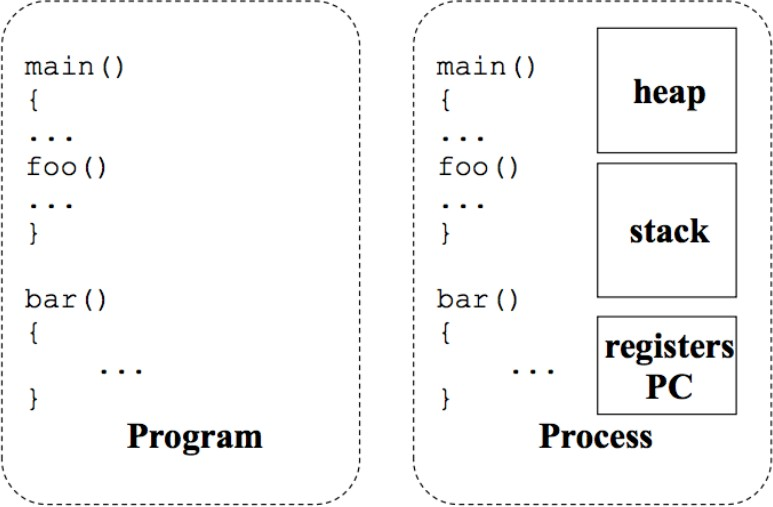 main()
{
...
foo()
...
}
bar()
{
...
}
Program
main()
{
...
foo()
...
}
bar()
{
...
}
heap
stack
registers
PC
Process